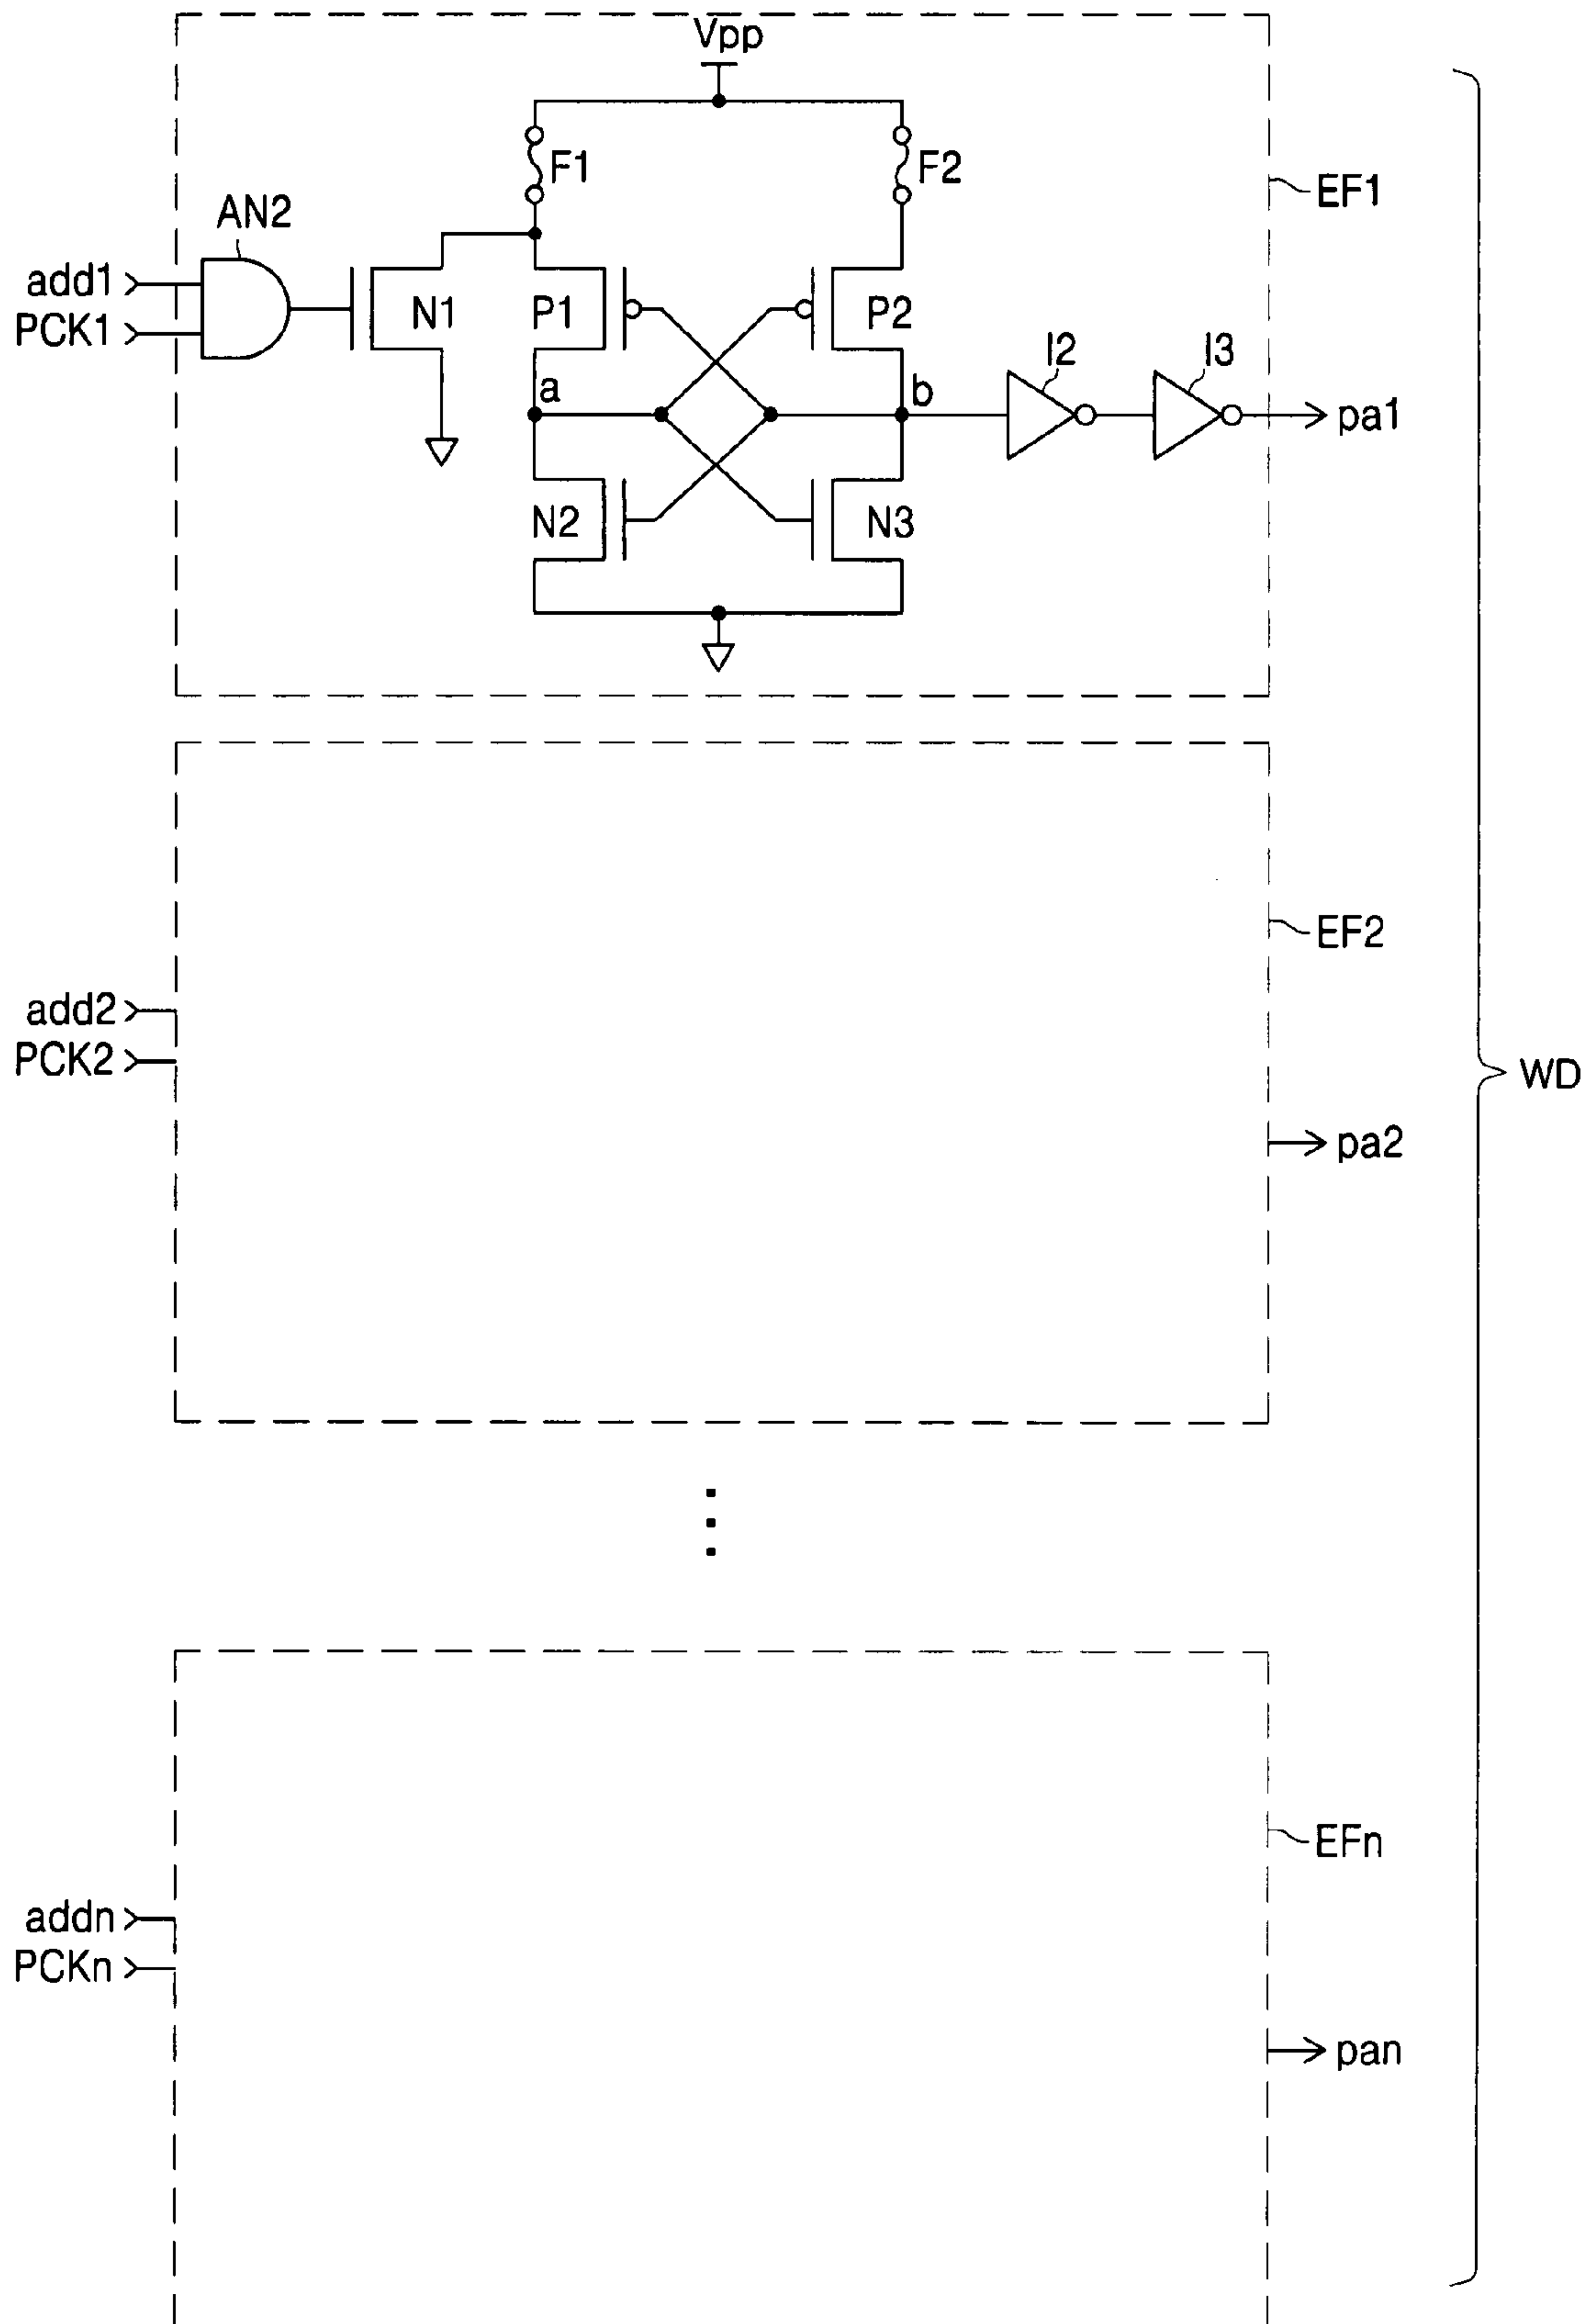 Vpp
F1
F2
EF1
AN2
add1
PCK1
N1
P1
P2
I2
I3
a
b
pa1
N2
N3
EF2
add2
PCK2
WD
pa2
EFn
addn
PCKn
pan